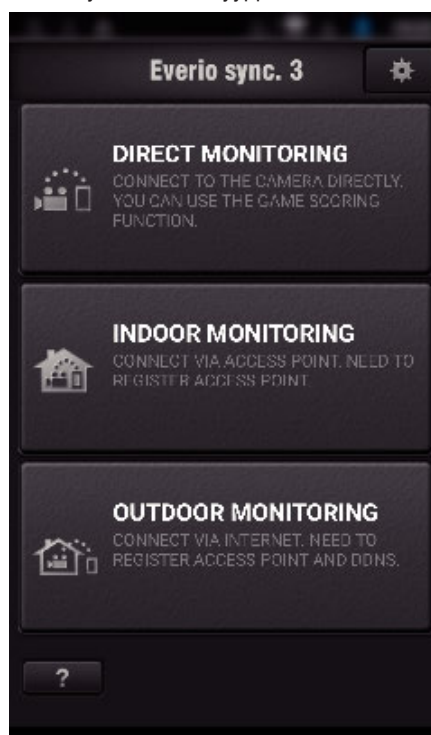 Everio sync. 3
DIRECT MONITORING
CONNECT TO THE CAMERA DIRECTLY.
YOU CAN USE THE GAME SCORING
FUNCTION.
INDOOR MONITORING
CONNECT VIA ACCESS POINT. NEED TO
REGISTER ACCESS POINT.
OUTDOOR MONITORING
CONNECT VIA INTERNET. NEED TO
REGISTER ACCESS POINT AND DDNS.
?